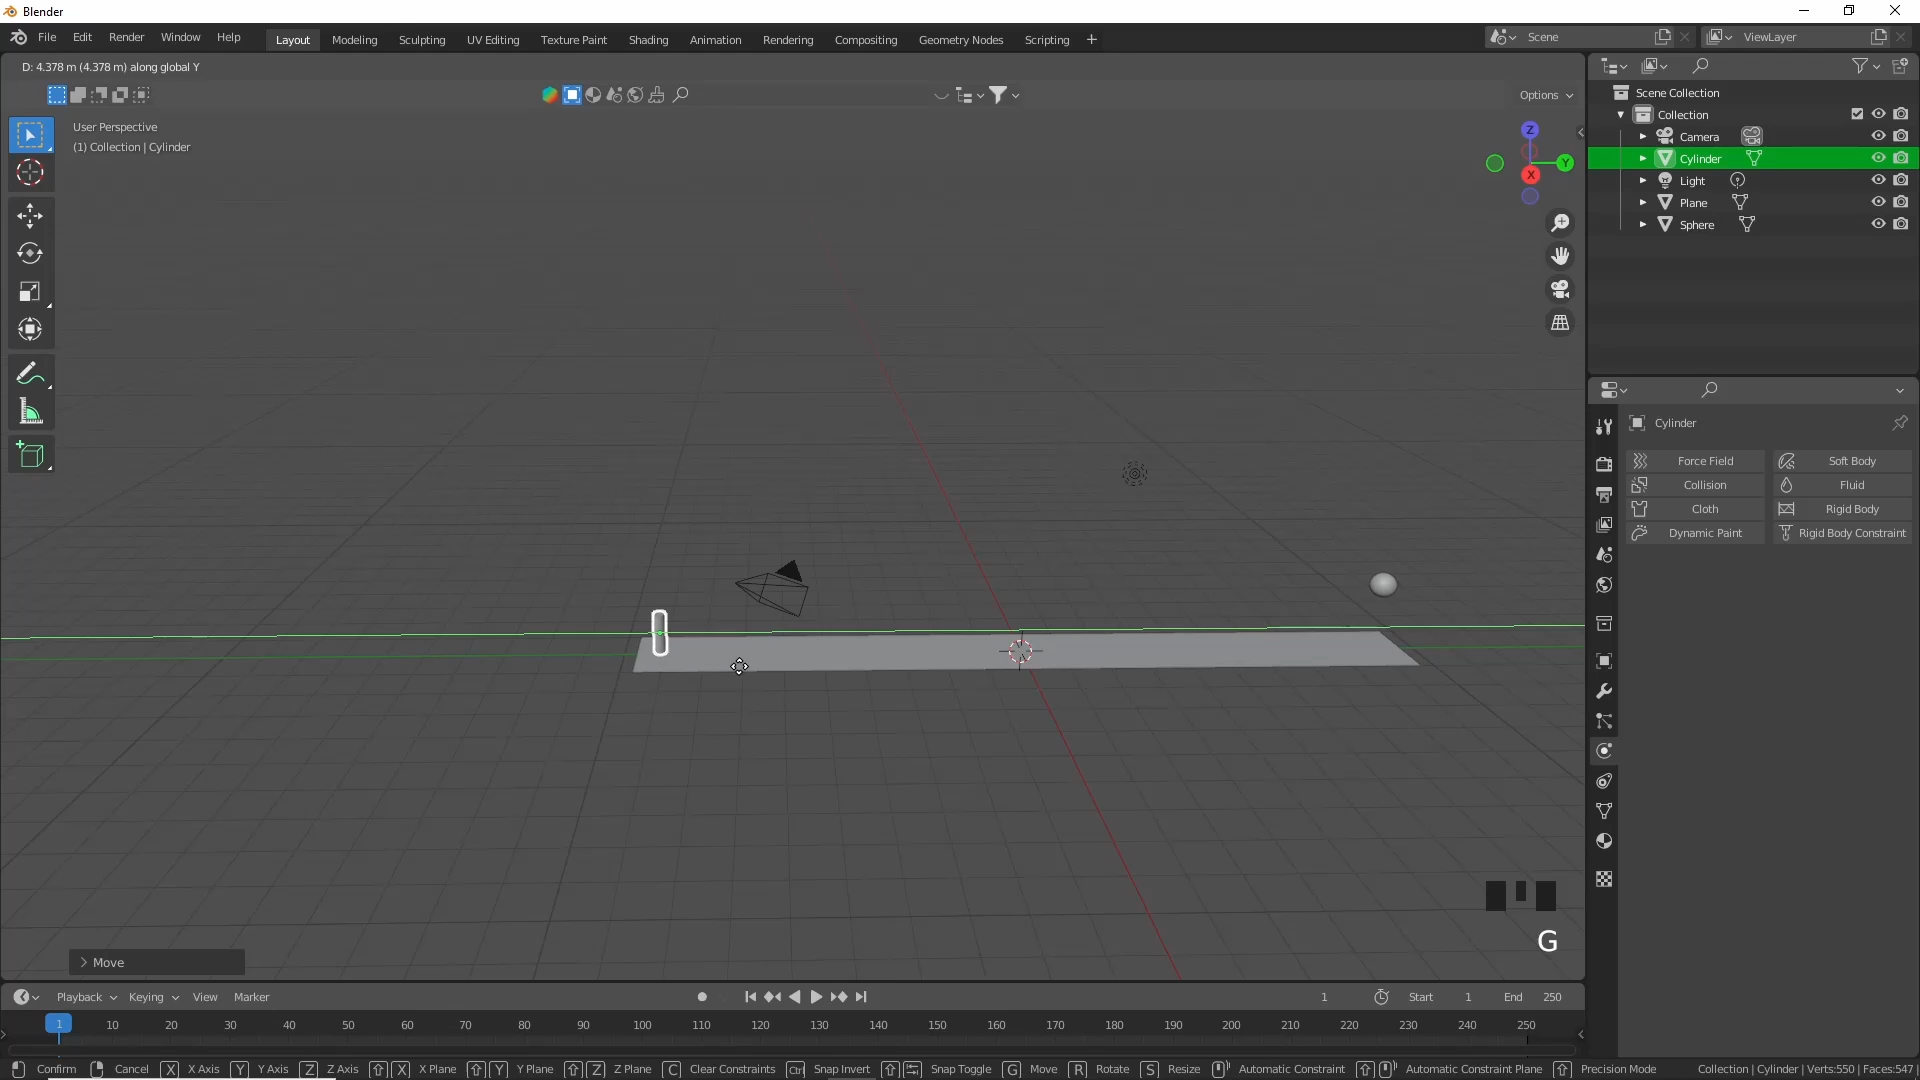 Blender
File Edit Render Window Help Layout Modeling Sculpting UV Editing Texture Paint Shading Animation Rendering Compositing Geometry Nodes Scripting + Scene ViewLayer
D: 4.378 m (4.378 m) along global Y
Options
User Perspective
(1) Collection | Cylinder
Z
Y
X
Scene Collection
Collection
Camera
Cylinder
Light
Plane
Sphere
Cylinder
Force Field Soft Body
Collision Fluid
Cloth Rigid Body
Dynamic Paint Rigid Body Constraint
G
Move
Playback Keying View Marker 1 Start 1 End 250
1 10 20 30 40 50 60 70 80 90 100 110 120 130 140 150 160 170 180 190 200 210 220 230 240 250
Confirm Cancel X X Axis Y Y Axis Z Z Axis X X Plane Y Y Plane Z Z Plane C Clear Constraints Ctrl Snap Invert Snap Toggle G Move R Rotate S Resize Automatic Constraint Automatic Constraint Plane Precision Mode Collection | Cylinder | Verts:550 | Faces:547